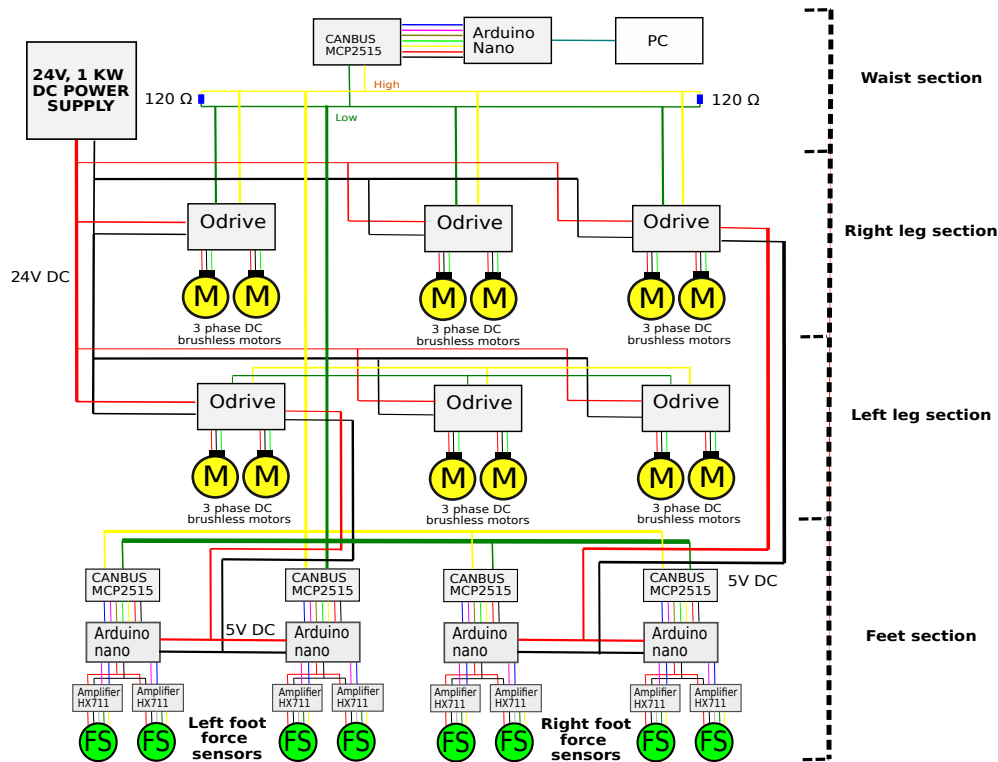 24V, 1 KW
DC POWER
SUPPLY
CANBUS
MCP2515
Arduino
Nano
PC
Waist section
120 Ω
High
Low
120 Ω
Odrive
Odrive
Odrive
Right leg section
24V DC
M
M
M
M
M
M
3 phase DC
brushless motors
3 phase DC
brushless motors
3 phase DC
brushless motors
Odrive
Odrive
Odrive
Left leg section
M
M
M
M
M
M
3 phase DC
brushless motors
3 phase DC
brushless motors
3 phase DC
brushless motors
CANBUS
MCP2515
CANBUS
MCP2515
CANBUS
MCP2515
CANBUS
MCP2515
5V DC
Arduino
nano
5V DC
Arduino
nano
Arduino
nano
Arduino
nano
Feet section
Amplifier
HX711
Amplifier
HX711
Amplifier
HX711
Amplifier
HX711
Amplifier
HX711
Amplifier
HX711
Amplifier
HX711
Amplifier
HX711
FS
FS
Left foot
force
sensors
FS
FS
FS
FS
Right foot
force
sensors
FS
FS